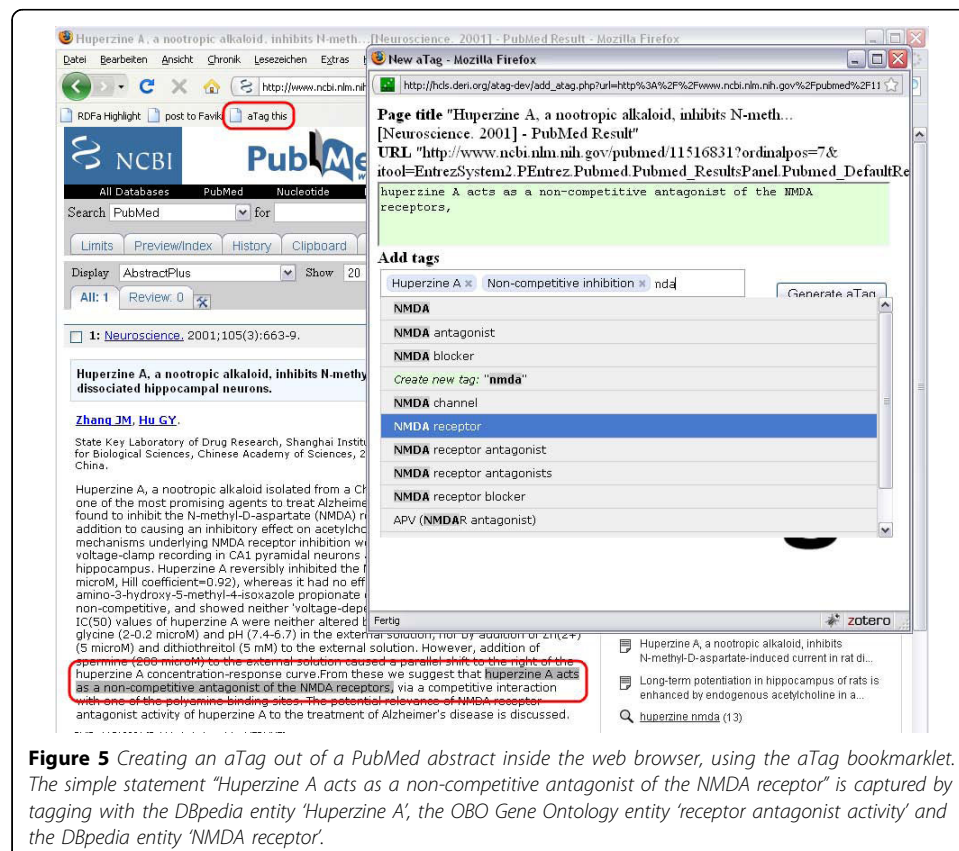 Huperzine A, a nootropic alkaloid, inhibits N-meth...[Neuroscience. 2001] - PubMed Result - Mozilla Firefox
Datei Bearbeiten Ansicht Chronik Lesezeichen Extras
http://www.ncbi.nlm.nih
RDFa Highlight post to Faviki aTag this
NCBI
PubMe
All Databases PubMed Nucleotide
Search PubMed for
Limits Preview/Index History Clipboard
Display AbstractPlus Show 20
All: 1 Review: 0
1: Neuroscience. 2001;105(3):663-9.
Huperzine A, a nootropic alkaloid, inhibits N-methy
dissociated hippocampal neurons.
Zhang JM, Hu GY.
State Key Laboratory of Drug Research, Shanghai Institu
for Biological Sciences, Chinese Academy of Sciences, 2
China.
Huperzine A, a nootropic alkaloid isolated from a Ch
one of the most promising agents to treat Alzheime
found to inhibit the N-methyl-D-aspartate (NMDA) r
addition to causing an inhibitory effect on acetylcho
mechanisms underlying NMDA receptor inhibition w
voltage-clamp recording in CA1 pyramidal neurons
hippocampus. Huperzine A reversibly inhibited the N
microM, Hill coefficient=0.92), whereas it had no eff
amino-3-hydroxy-5-methyl-4-isoxazole propionate
non-competitive, and showed neither 'voltage-depe
IC(50) values of huperzine A were neither altered b
glycine (2-0.2 microM) and pH (7.4-6.7) in the external solution, nor by addition of Zn(2+)
(5 microM) and dithiothreitol (5 mM) to the external solution. However, addition of
spermine (200 microM) to the external solution caused a parallel shift to the right of the
huperzine A concentration-response curve.From these we suggest that huperzine A acts
as a non-competitive antagonist of the NMDA receptors, via a competitive interaction
with one of the polyamine binding sites. The potential relevance of NMDA receptor
antagonist activity of huperzine A to the treatment of Alzheimer's disease is discussed.
New aTag - Mozilla Firefox
http://hcls.deri.org/atag-dev/add_atag.php?url=http%3A%2F%2Fwww.ncbi.nlm.nih.gov%2Fpubmed%2F11
Page title "Huperzine A, a nootropic alkaloid, inhibits N-meth...
[Neuroscience. 2001] - PubMed Result"
URL "http://www.ncbi.nlm.nih.gov/pubmed/11516831?ordinalpos=7&
itool=EntrezSystem2.PEntrez.Pubmed.Pubmed_ResultsPanel.Pubmed_DefaultRe
huperzine A acts as a non-competitive antagonist of the NMDA
receptors,
Add tags
Huperzine A × Non-competitive inhibition × nda
Generate aTag
NMDA
NMDA antagonist
NMDA blocker
Create new tag: "nmda"
NMDA channel
NMDA receptor
NMDA receptor antagonist
NMDA receptor antagonists
NMDA receptor blocker
APV (NMDAR antagonist)
Fertig zotero
Huperzine A, a nootropic alkaloid, inhibits
N-methyl-D-aspartate-induced current in rat di...
Long-term potentiation in hippocampus of rats is
enhanced by endogenous acetylcholine in a...
huperzine nmda (13)
Figure 5 Creating an aTag out of a PubMed abstract inside the web browser, using the aTag bookmarklet.
The simple statement "Huperzine A acts as a non-competitive antagonist of the NMDA receptor" is captured by
tagging with the DBpedia entity 'Huperzine A', the OBO Gene Ontology entity 'receptor antagonist activity' and
the DBpedia entity 'NMDA receptor'.